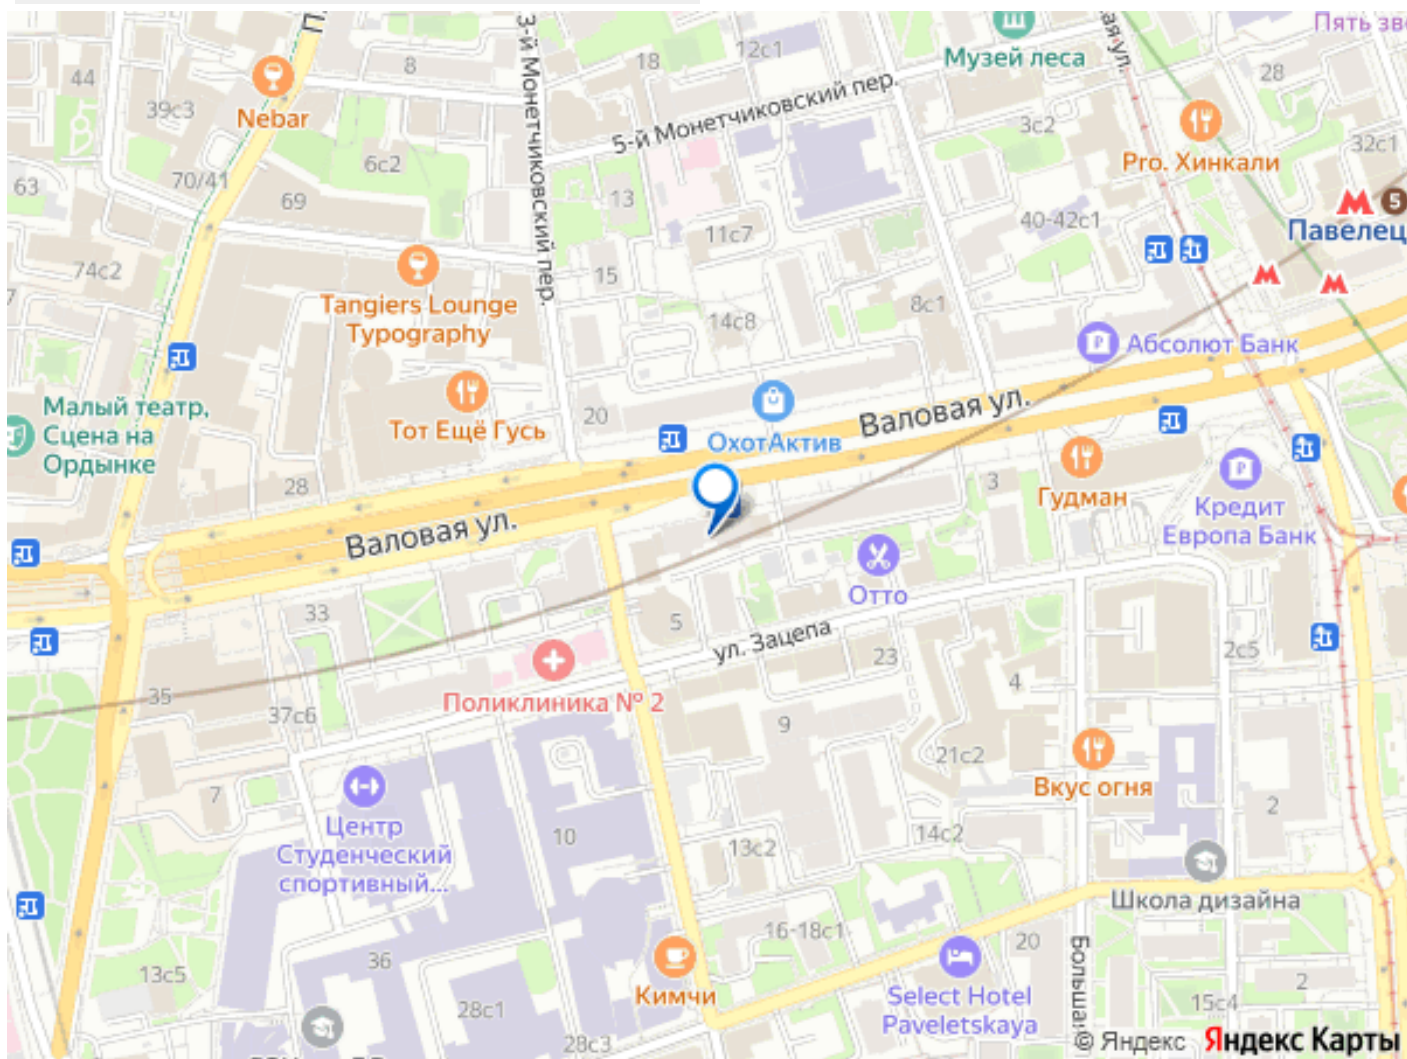 Музей леса
Пять зв
12с1
18
8
44
39с3
Nebar
3-й Монетчиковский пер.
5-й Монетчиковский пер.
3с2
28
Pro. Хинкали
32с1
6с2
63
70/41
69
13
11с7
40-42с1
5
Павелец
74с2
15
Tangiers Lounge
Typography
14с8
8с1
Абсолют Банк
Малый театр,
Сцена на
Ордынке
Тот Ещё Гусь
20
ОхотАктив
Валовая ул.
28
Валовая ул.
3
Гудман
Кредит
Европа Банк
Отто
33
5
ул. Зацепа
23
2с5
35
37с6
Поликлиника № 2
4
9
21с2
Вкус огня
7
Центр
Студенческий
спортивный...
10
13с2
14с2
2
Школа дизайна
16-18с1
20
36
13с5
Кимчи
Select Hotel
Paveletskaya
Большая
2
15с4
28с1
28с3
© Яндекс Яндекс Карты